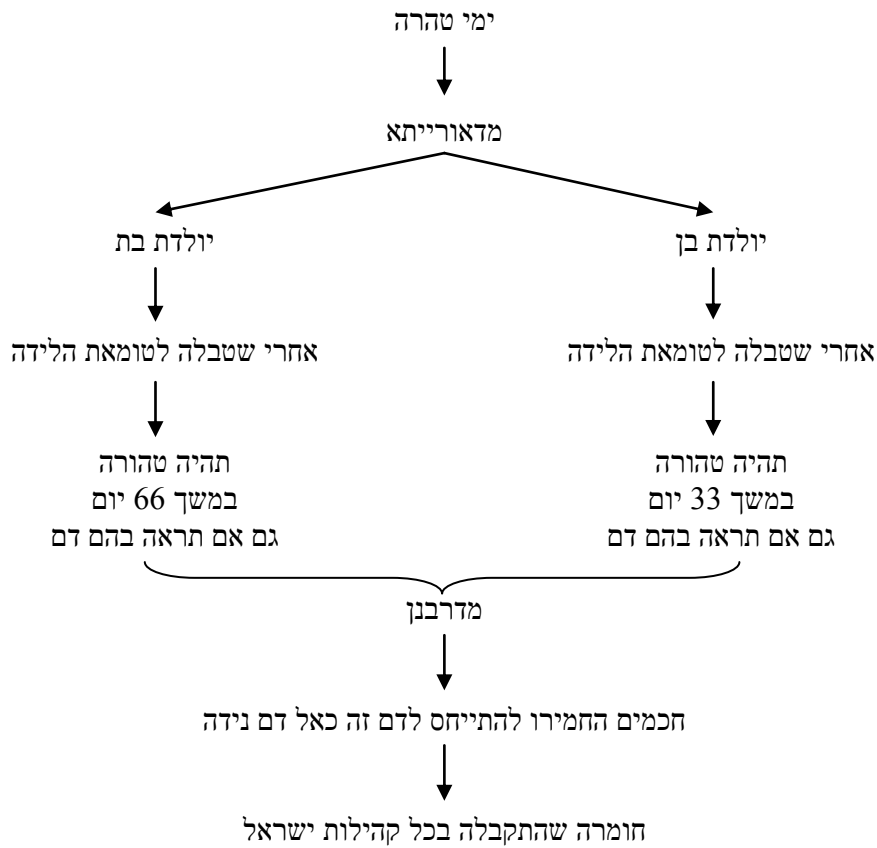 ימי טהרה
מדאורייתא
יולדת בן
יולדת בת
אחרי שטבלה לטומאת הלידה
אחרי שטבלה לטומאת הלידה
תהיה טהורה
במשך 33 יום
גם אם תראה בהם דם
תהיה טהורה
במשך 66 יום
גם אם תראה בהם דם
מדרבנן
חכמים החמירו להתייחס לדם זה כאל דם נידה
חומרה שהתקבלה בכל קהילות ישראל